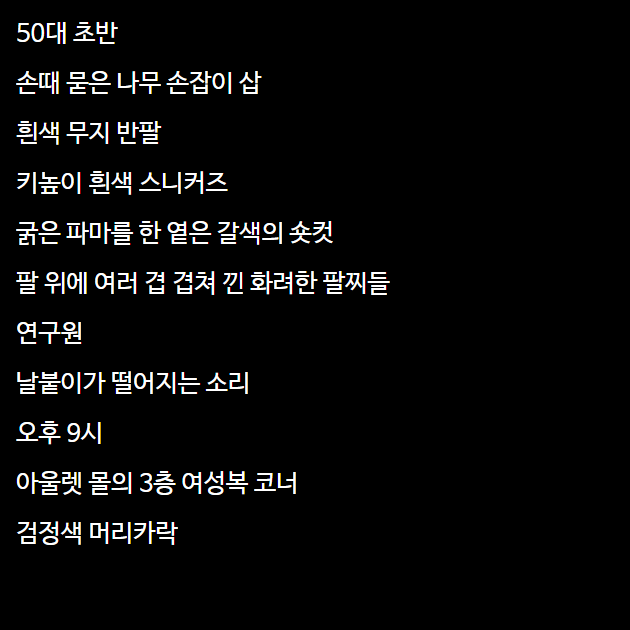 50대 초반
손때 묻은 나무 손잡이 삽
흰색 무지 반팔
키높이 흰색 스니커즈
굵은 파마를 한 옅은 갈색의 숏컷
팔 위에 여러 겹 겹쳐 낀 화려한 팔찌들
연구원
날붙이가 떨어지는 소리
오후 9시
아울렛 몰의 3층 여성복 코너
검정색 머리카락